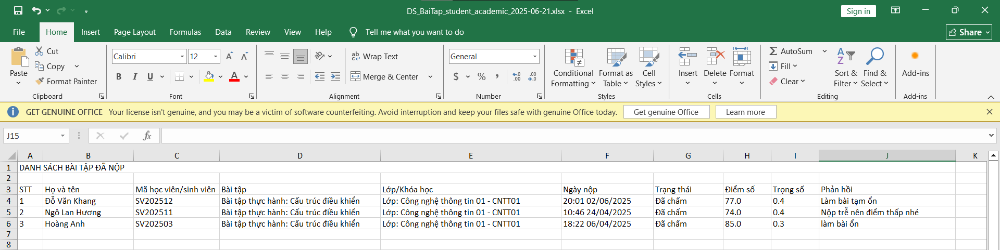 DS_BaiTap_student_academic_2025-06-21.xlsx - Excel
Sign in
File Home Insert Page Layout Formulas Data Review View Help Tell me what you want to do
Share
Paste
Cut
Copy
Format Painter
Clipboard
Calibri 12
A A
B I U A
Font
ab Wrap Text
Merge & Center
Alignment
General
$ % , .00 .00
Number
Conditional Formatting
Format as Table
Cell Styles
Styles
Insert Delete Format
Cells
AutoSum
Fill
Clear
Sort & Filter
Find & Select
Editing
Add-ins
Add-ins
GET GENUINE OFFICE Your license isn't genuine, and you may be a victim of software counterfeiting. Avoid interruption and keep your files safe with genuine Office today. Get genuine Office Learn more
J15 fx
A B C D E F G H I J K
1 DANH SÁCH BÀI TẬP ĐÃ NỘP
2
3 STT Họ và tên Mã học viên/sinh viên Bài tập Lớp/Khóa học Ngày nộp Trạng thái Điểm số Trọng số Phản hồi
4 1 Đỗ Văn Khang SV202512 Bài tập thực hành: Cấu trúc điều khiển Lớp: Công nghệ thông tin 01 - CNTT01 20:01 02/06/2025 Đã chấm 77.0 0.4 Làm bài tạm ổn
5 2 Ngô Lan Hương SV202511 Bài tập thực hành: Cấu trúc điều khiển Lớp: Công nghệ thông tin 01 - CNTT01 10:46 24/04/2025 Đã chấm 74.0 0.4 Nộp trễ nên điểm thấp nhé
6 3 Hoàng Anh SV202503 Bài tập thực hành: Cấu trúc điều khiển Lớp: Công nghệ thông tin 01 - CNTT01 18:22 06/04/2025 Đã chấm 85.0 0.3 làm bài ổn
7
8